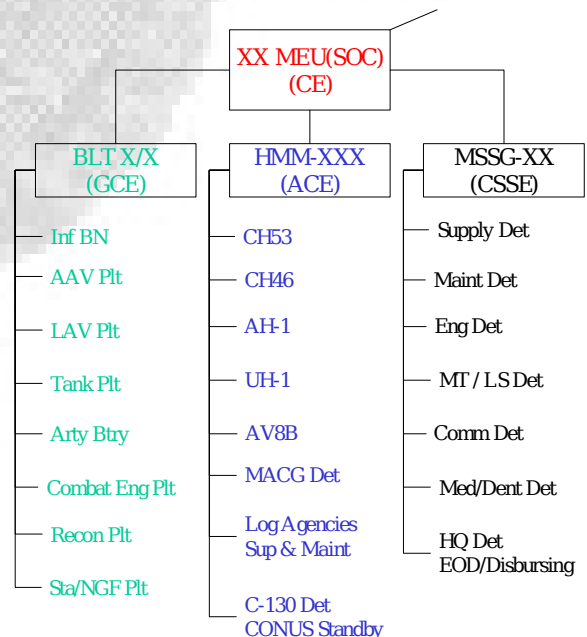 XX MEU(SOC)
(CE)
BLT X/X
(GCE)
HMM-XXX
(ACE)
MSSG-XX
(CSSE)
Inf BN
AAV Plt
LAV Plt
Tank Plt
Arty Btry
Combat Eng Plt
Recon Plt
Sta/NGF Plt
CH53
CH46
AH-1
UH-1
AV8B
MACG Det
Log Agencies
Sup & Maint
C-130 Det
CONUS Standby
Supply Det
Maint Det
Eng Det
MT / LS Det
Comm Det
Med/Dent Det
HQ Det
EOD/Disbursing